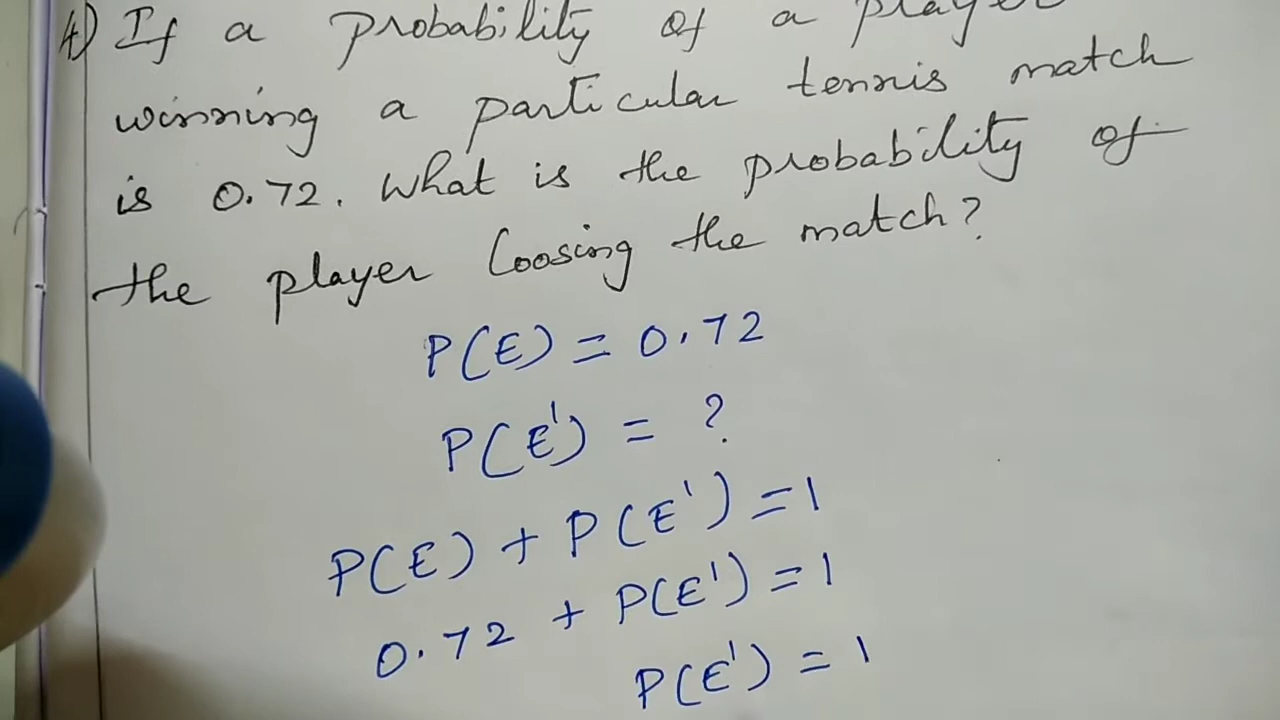 4) If a probability of a player
winning a particular tennis match
is 0.72. What is the probability of
the player loosing the match?
P(E) = 0.72
P(E') = ?
P(E) + P(E') = 1
0.72 + P(E') = 1
P(E') = 1